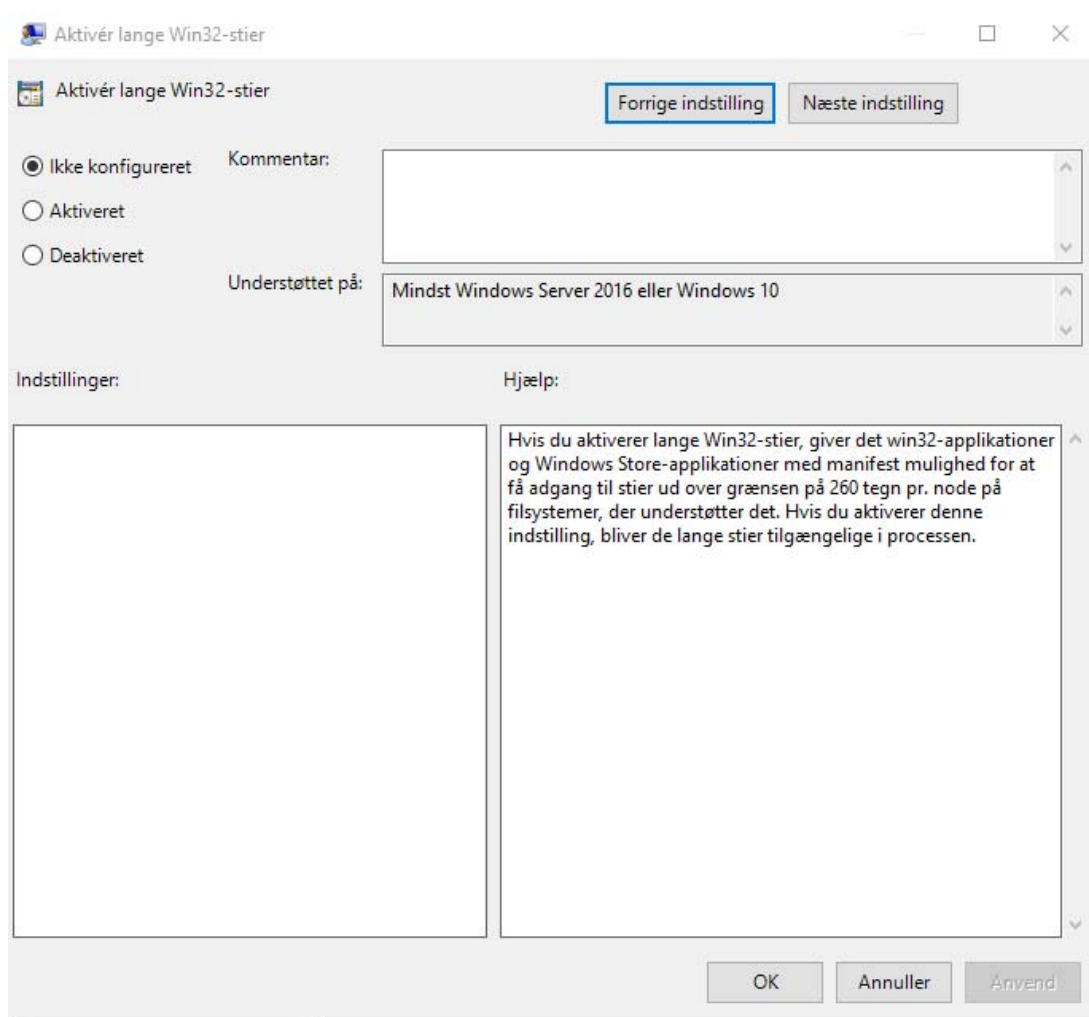 Aktivér lange Win32-stier
Aktivér lange Win32-stier
Forrige indstilling
Næste indstilling
Ikke konfigureret
Kommentar:
Aktiveret
Deaktiveret
Understøttet på:
Mindst Windows Server 2016 eller Windows 10
Indstillinger:
Hjælp:
Hvis du aktiverer lange Win32-stier, giver det win32-applikationer
og Windows Store-applikationer med manifest mulighed for at
få adgang til stier ud over grænsen på 260 tegn pr. node på
filsystemer, der understøtter det. Hvis du aktiverer denne
indstilling, bliver de lange stier tilgængelige i processen.
OK
Annuller
Anvend